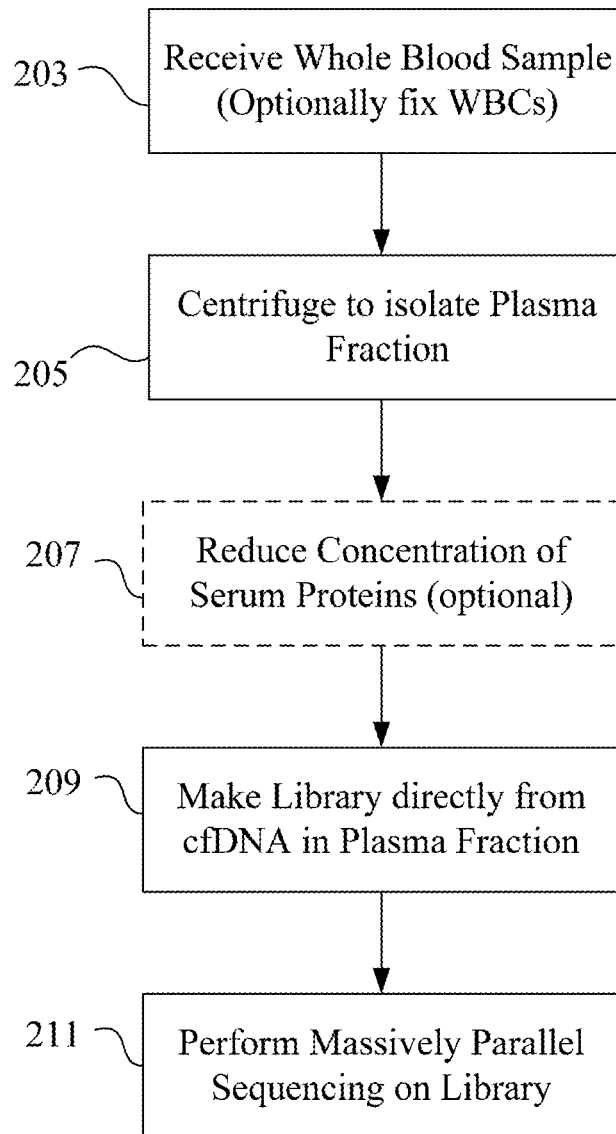 203
Receive Whole Blood Sample
(Optionally fix WBCs)
205
Centrifuge to isolate Plasma
Fraction
207
Reduce Concentration of
Serum Proteins (optional)
209
Make Library directly from
cfDNA in Plasma Fraction
211
Perform Massively Parallel
Sequencing on Library